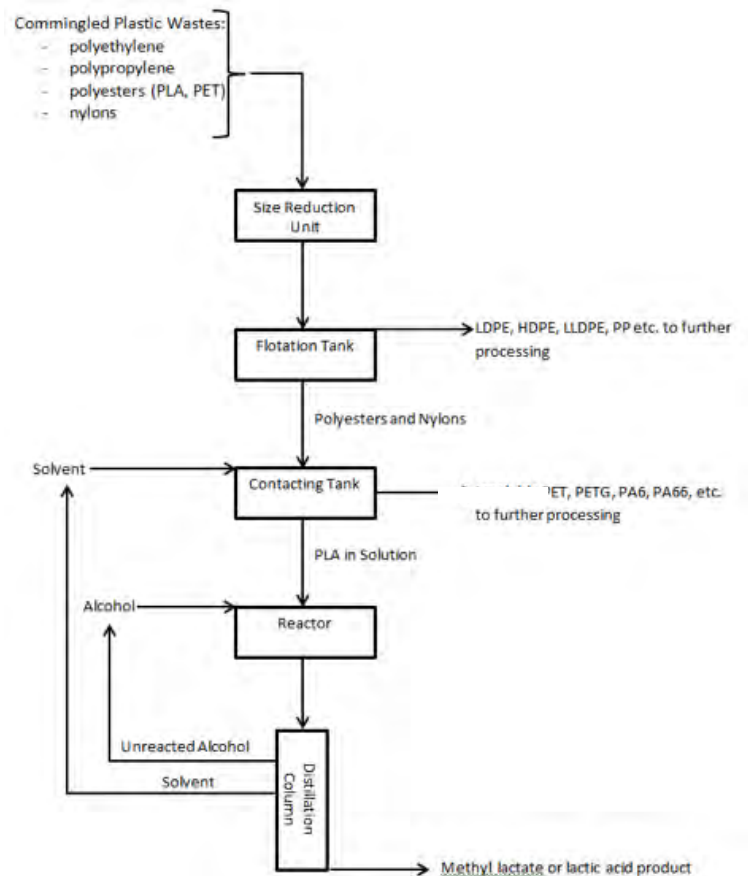 Commingled Plastic Wastes:
- polyethylene
- polypropylene
- polyesters (PLA, PET)
- nylons
Size Reduction
Unit
Flotation Tank
LDPE, HDPE, LLDPE, PP etc. to further
processing
Polyesters and Nylons
Solvent
Contacting Tank
PETG, PA6, PA66, etc.
to further processing
PLA in Solution
Alcohol
Reactor
Unreacted Alcohol
Solvent
Distillation
Column
Methyl lactate or lactic acid product